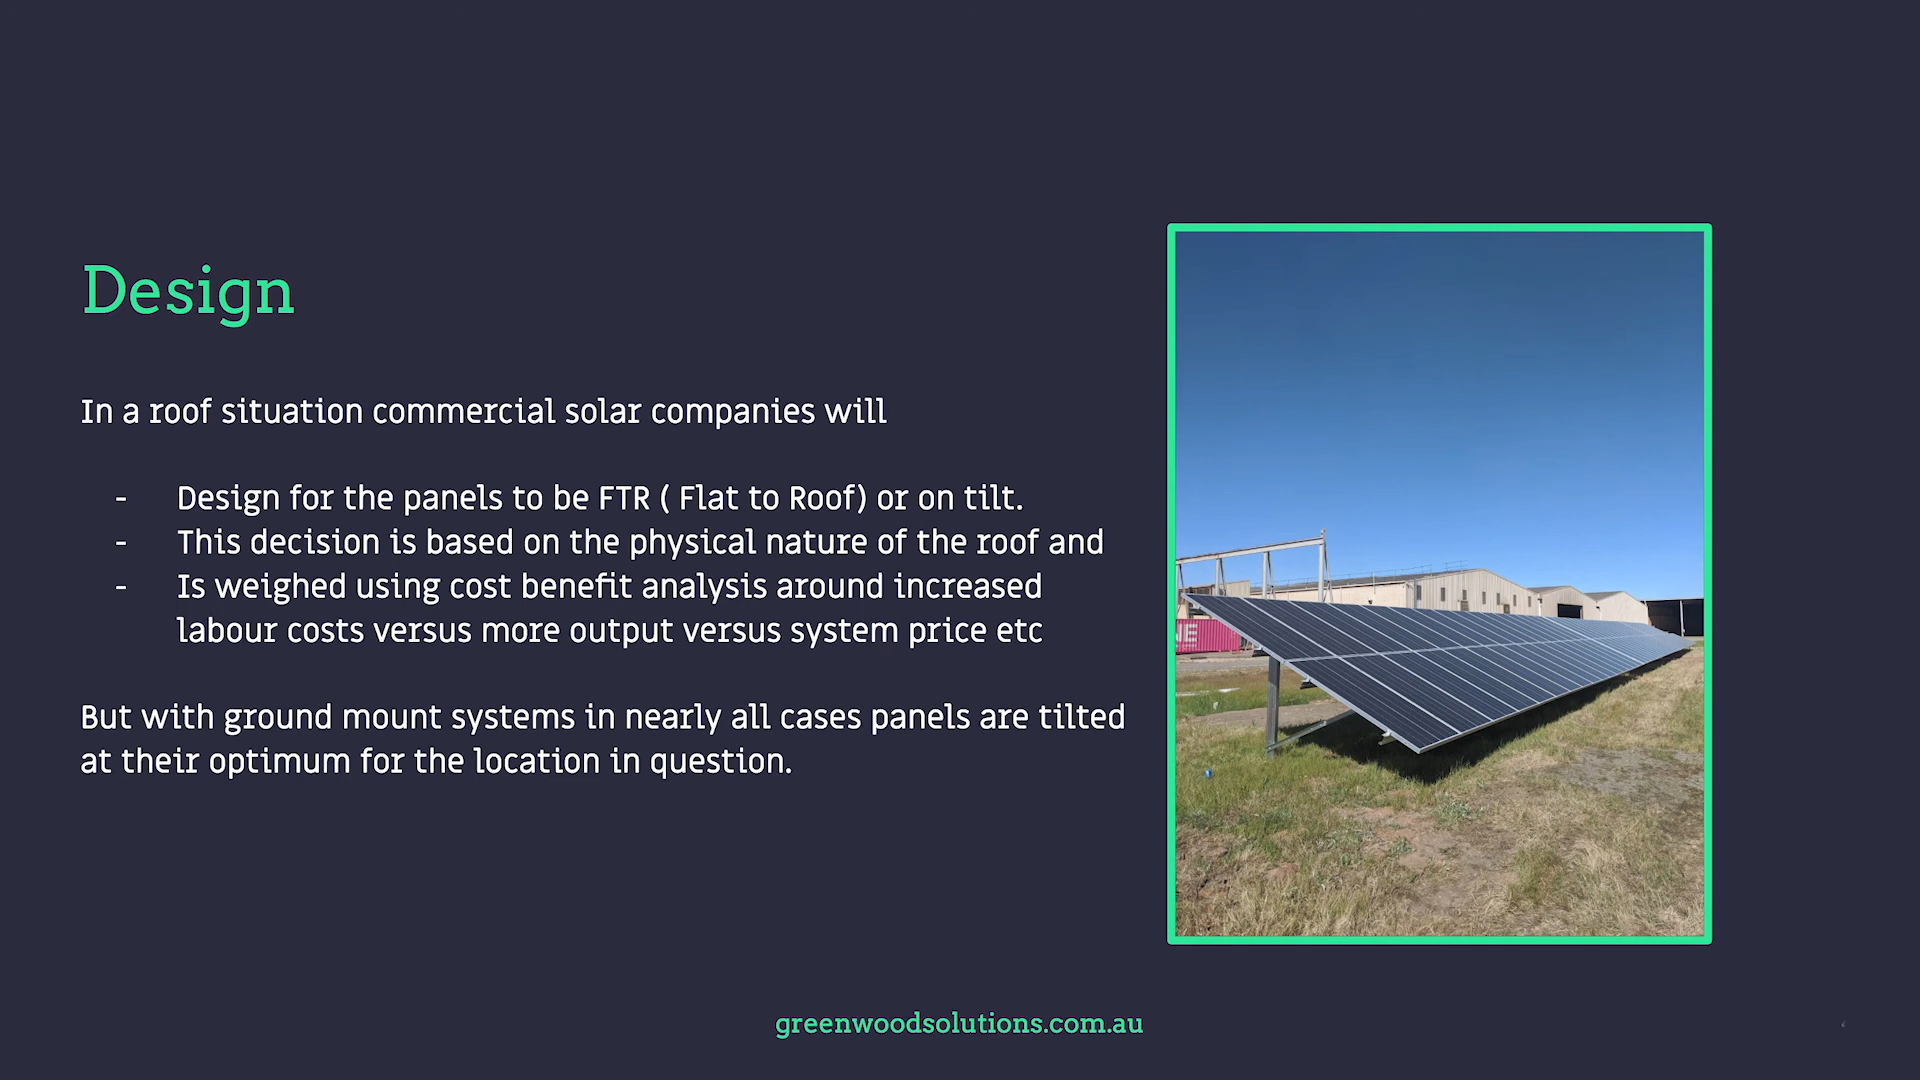 Design
In a roof situation commercial solar companies will
- Design for the panels to be FTR ( Flat to Roof) or on tilt.
- This decision is based on the physical nature of the roof and
- Is weighed using cost benefit analysis around increased
labour costs versus more output versus system price etc
But with ground mount systems in nearly all cases panels are tilted
at their optimum for the location in question.
greenwoodsolutions.com.au